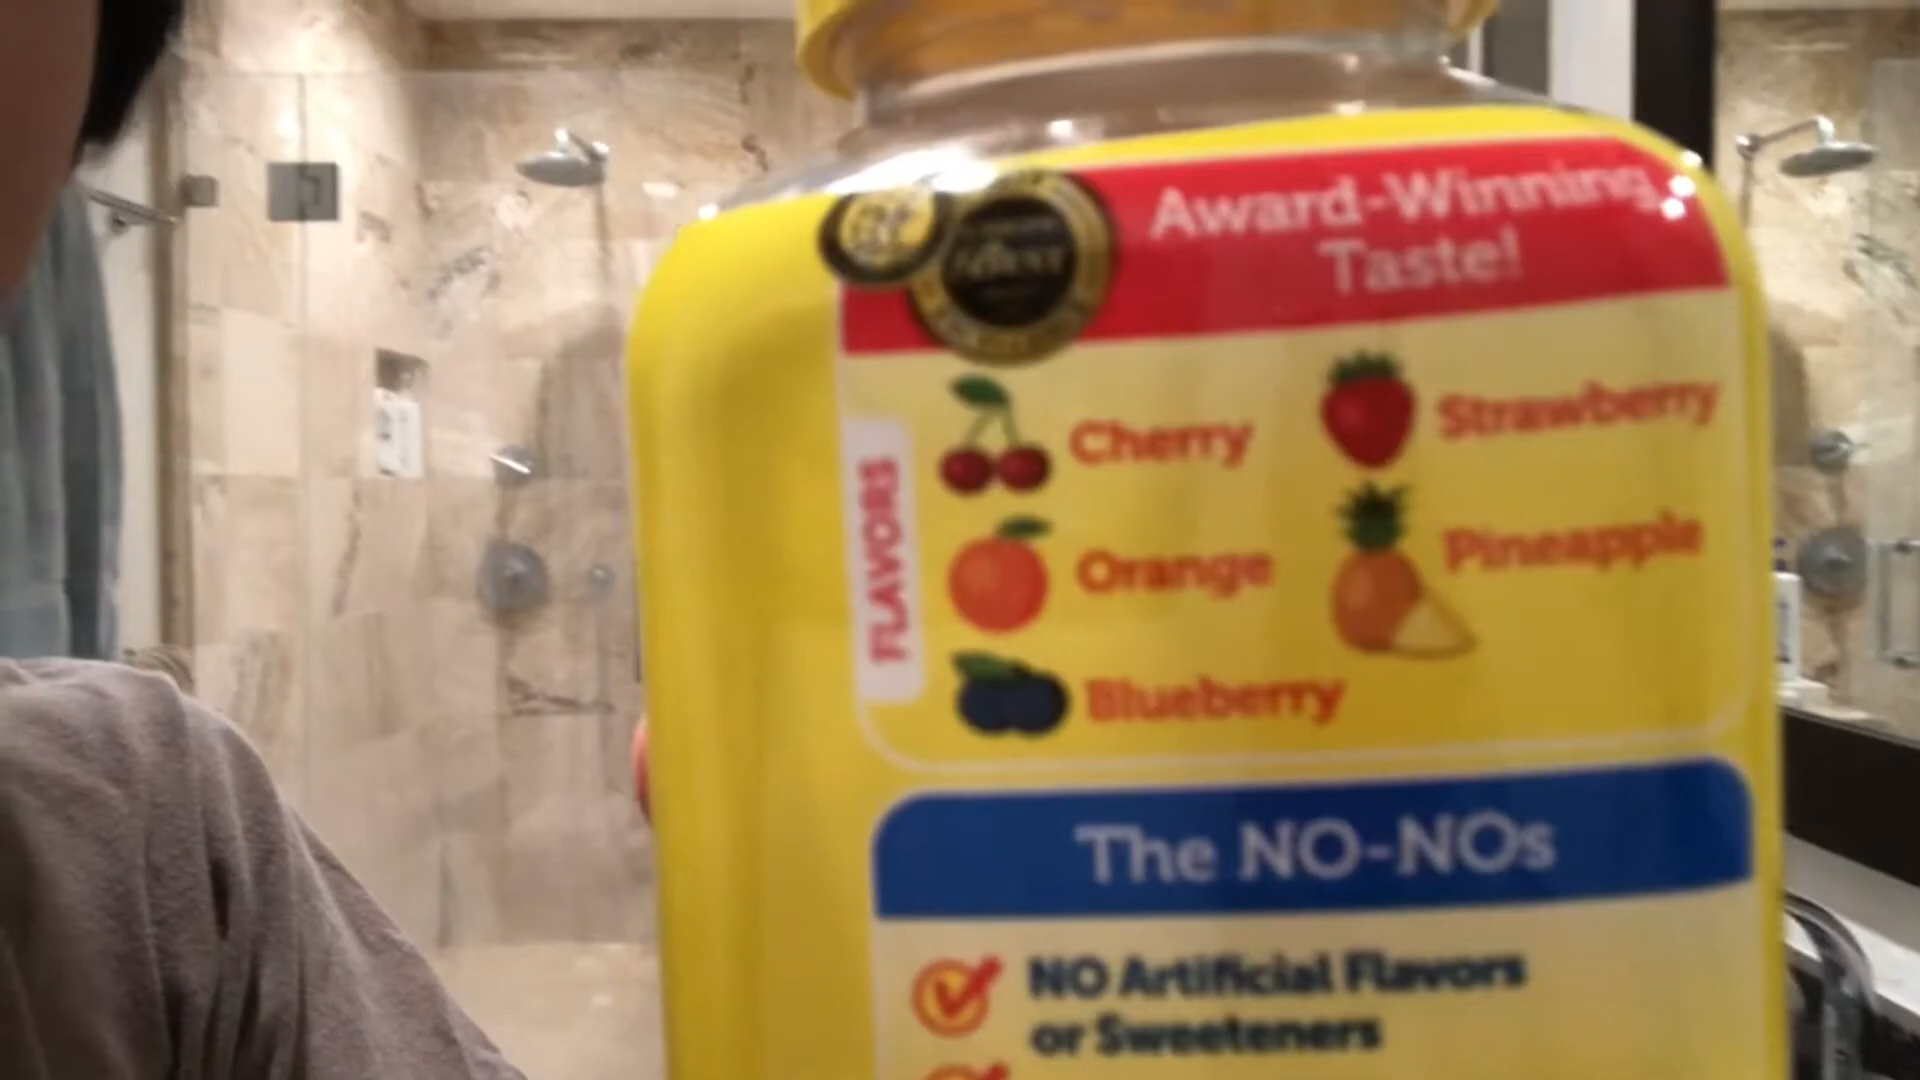 Award-Winning
Taste!
FLAVORS
Cherry
Strawberry
Orange
Pineapple
Blueberry
The NO-NOs
NO Artificial Flavors
or Sweeteners